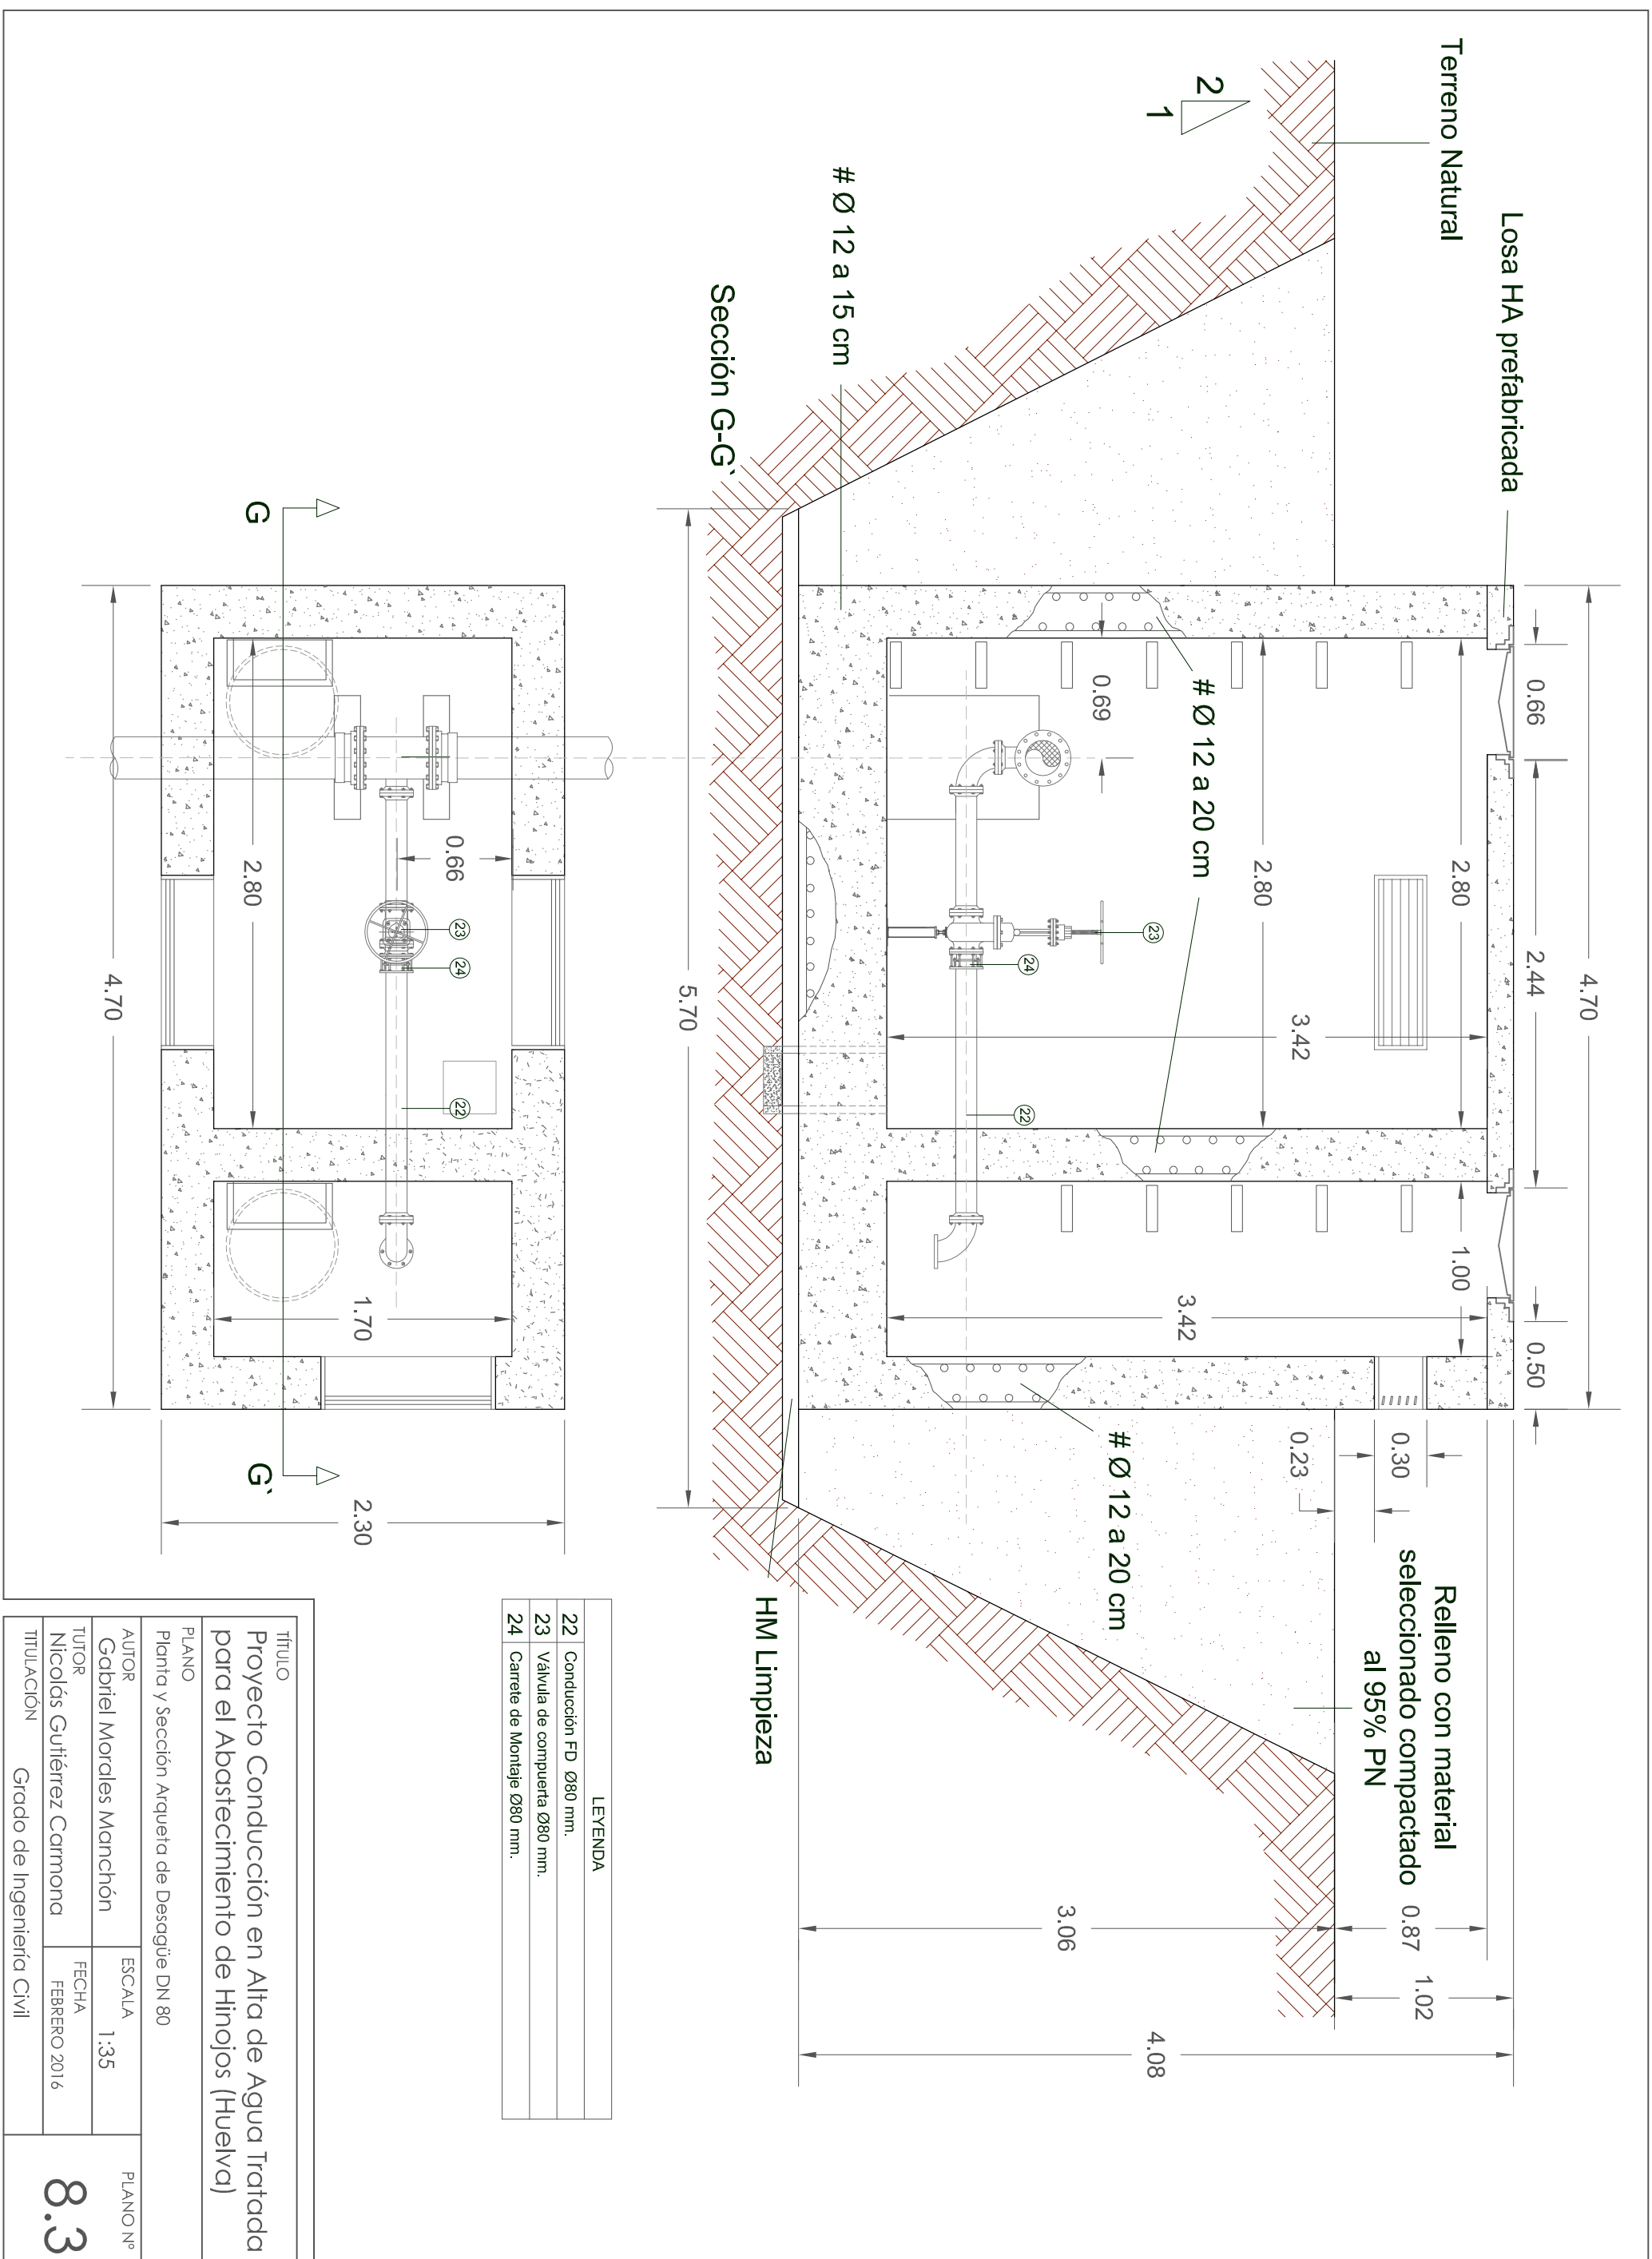 Terreno Natural
Losa HA prefabricada
2
1
# Ø 12 a 15 cm
Sección G-G`
4.70
0.66
2.44
0.50
2.80
1.00
2.80
# Ø 12 a 20 cm
0.69
3.42
3.42
23
24
22
0.30
0.23
# Ø 12 a 20 cm
Relleno con material
seleccionado compactado
al 95% PN
0.87
1.02
3.06
4.08
HM Limpieza
5.70
G
G`
0.66
2.80
23
24
22
1.70
4.70
2.30
LEYENDA
22 Conducción FD Ø80 mm.
23 Válvula de compuerta Ø80 mm.
24 Carrete de Montaje Ø80 mm.
TÍTULO
Proyecto Conducción en Alta de Agua Tratada
para el Abastecimiento de Hinojos (Huelva)
PLANO
Planta y Sección Arqueta de Desagüe DN 80
AUTOR
Gabriel Morales Manchón
ESCALA
1:35
PLANO Nº
8.3
TUTOR
Nicolás Gutiérrez Carmona
FECHA
FEBRERO 2016
TITULACIÓN
Grado de Ingeniería Civil